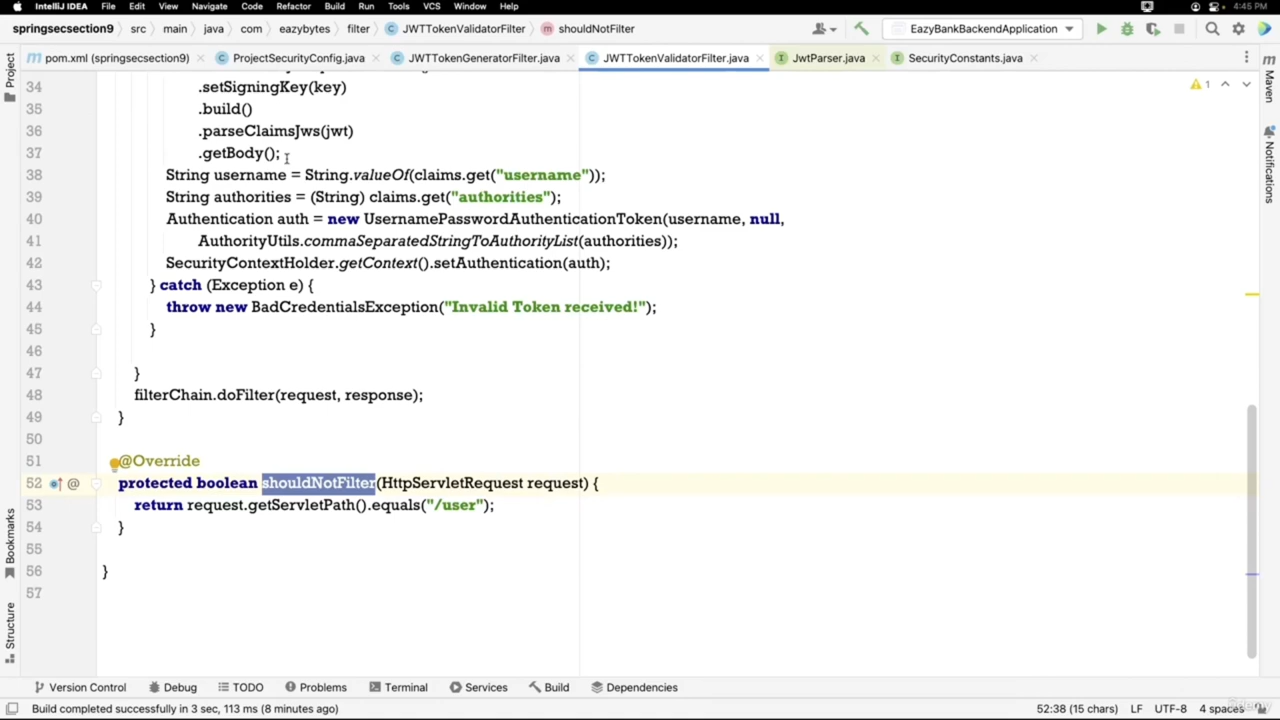 IntelliJ IDEA File Edit View Navigate Code Refactor Build Run Tools VCS Window Help 4:45 PM
springsecsection9 src main java com eazybytes filter JWTTokenValidatorFilter shouldNotFilter EazyBankBackendApplication
Project pom.xml (springsecsection9) ProjectSecurityConfig.java JWTTokenGeneratorFilter.java JWTTokenValidatorFilter.java JwtParser.java SecurityConstants.java Maven
34 .setSigningKey(key) 1
35 .build()
36 .parseClaimsJws(jwt)
37 .getBody(); Notifications
38 String username = String.valueOf(claims.get("username"));
39 String authorities = (String) claims.get("authorities");
40 Authentication auth = new UsernamePasswordAuthenticationToken(username, null,
41 AuthorityUtils.commaSeparatedStringToAuthorityList(authorities));
42 SecurityContextHolder.getContext().setAuthentication(auth);
43 } catch (Exception e) {
44 throw new BadCredentialsException("Invalid Token received!");
45 }
46
47 }
48 filterChain.doFilter(request, response);
49 }
50
51 @Override
52 @ protected boolean shouldNotFilter(HttpServletRequest request) {
53 return request.getServletPath().equals("/user");
54 }
55
56 }
57
Bookmarks
Structure
Version Control Debug TODO Problems Terminal Services Build Dependencies
Build completed successfully in 3 sec, 113 ms (8 minutes ago) 52:38 (15 chars) LF UTF-8 4 spaces